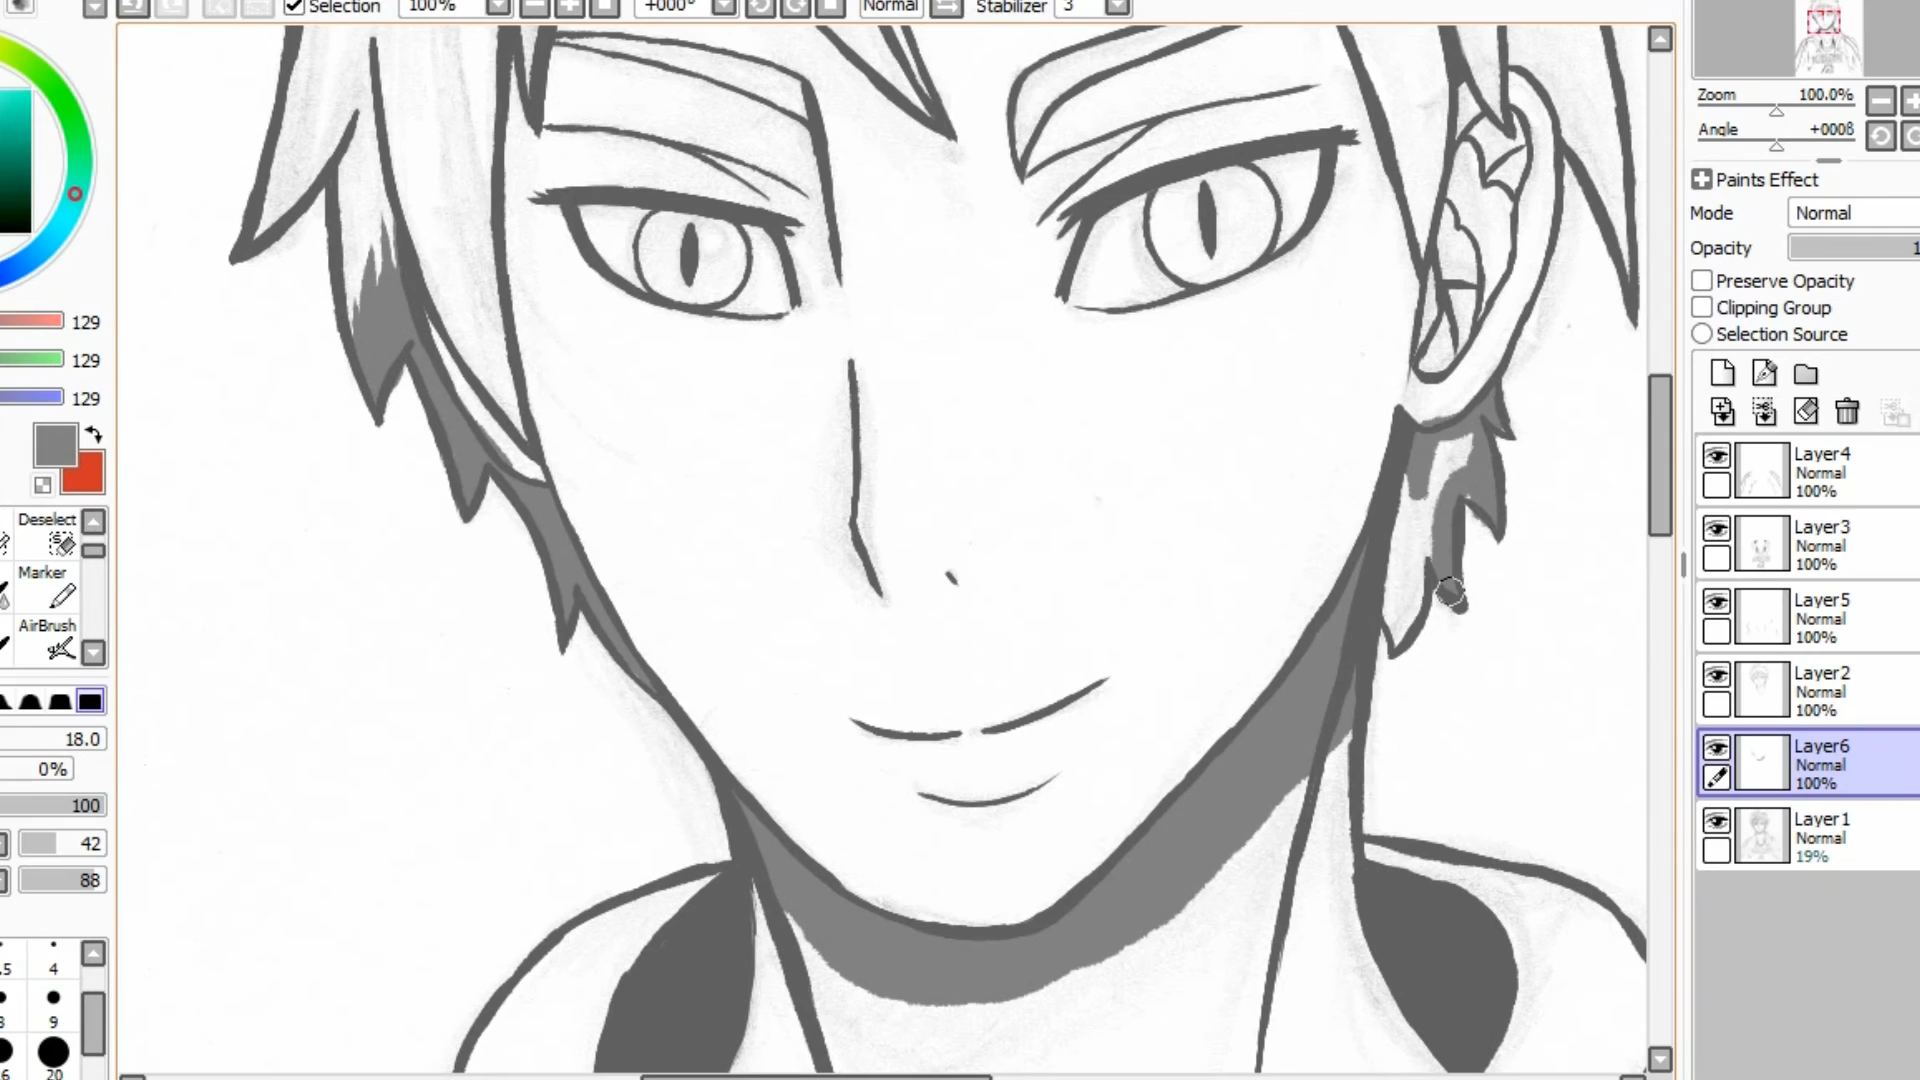 Selection 100% +000° Normal Stabilizer 3
Zoom 100.0%
Angle +000
Paints Effect
Mode Normal
Opacity
Preserve Opacity
Clipping Group
Selection Source
129
129
129
Deselect
Marker
AirBrush
18.0
0%
100
42
88
4
9
20
Layer4
Normal
100%
Layer3
Normal
100%
Layer5
Normal
100%
Layer2
Normal
100%
Layer6
Normal
100%
Layer1
Normal
19%